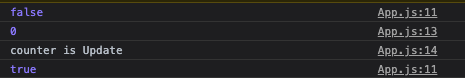 false App.js:11
0 App.js:13
counter is Update App.js:14
true App.js:11